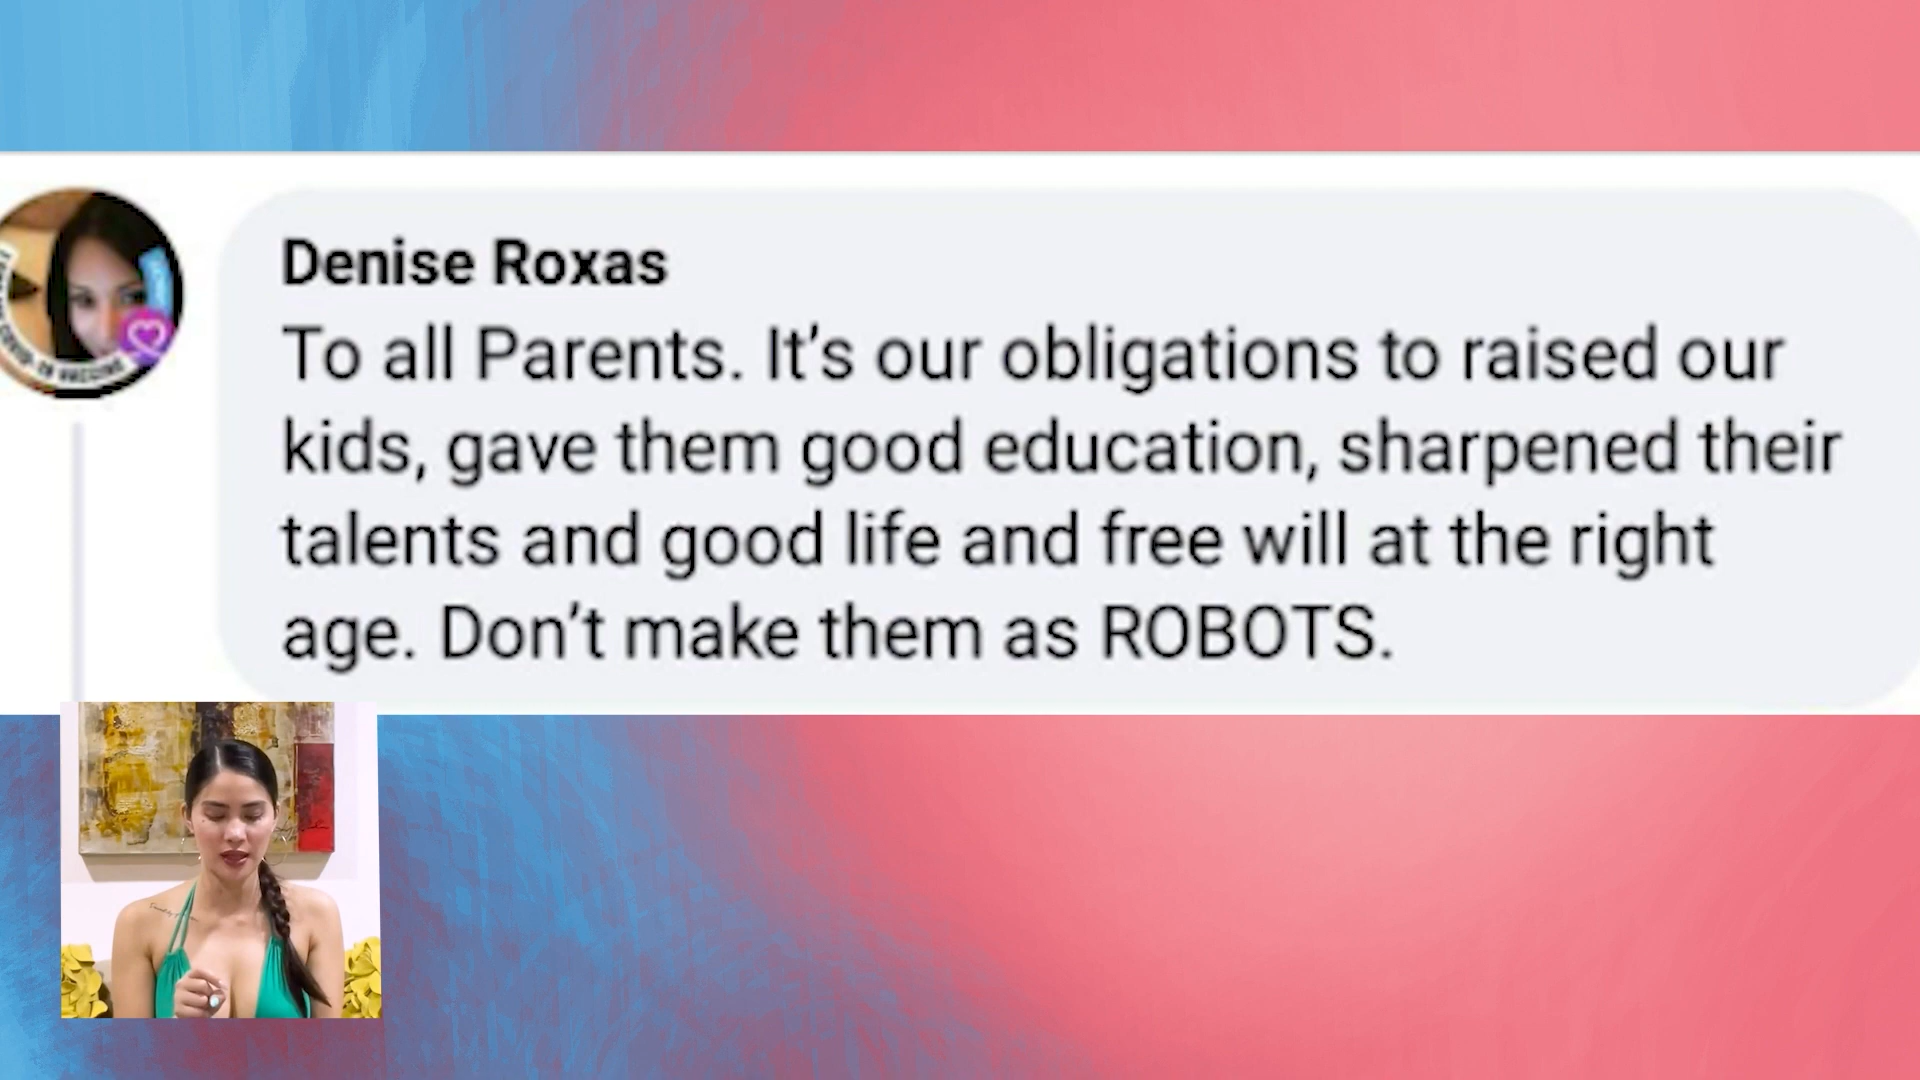 Denise Roxas
To all Parents. It's our obligations to raised our
kids, gave them good education, sharpened their
talents and good life and free will at the right
age. Don't make them as ROBOTS.